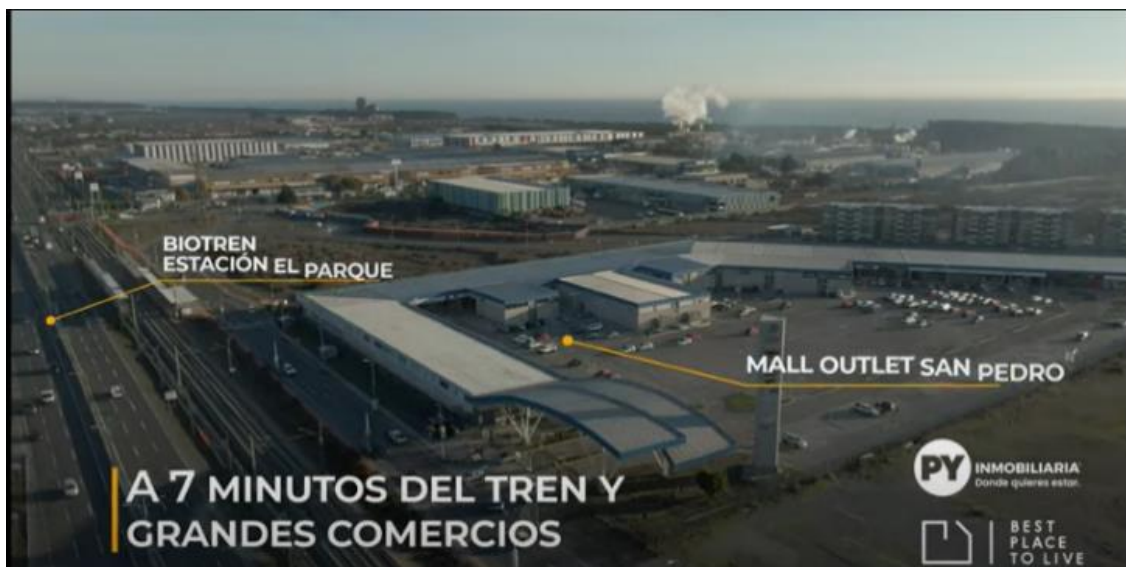 BIOTREN
ESTACIÓN EL PARQUE
MALL OUTLET SAN PEDRO
A 7 MINUTOS DEL TREN Y
GRANDES COMERCIOS
PY INMOBILIARIA
Donde quieres estar.
BEST
PLACE
TO LIVE